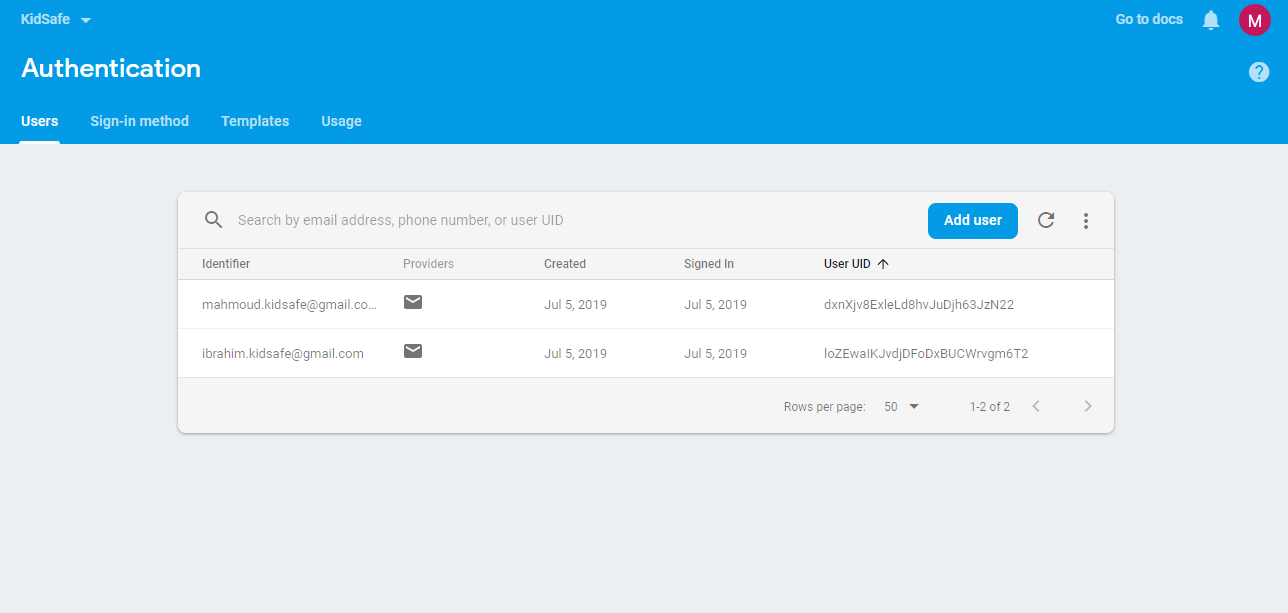 KidSafe Go to docs M
Authentication
?
Users Sign-in method Templates Usage
Search by email address, phone number, or user UID Add user
Identifier Providers Created Signed In User UID
mahmoud.kidsafe@gmail.co... Jul 5, 2019 Jul 5, 2019 dxnXjv8ExleLd8hvJuDjh63JzN22
ibrahim.kidsafe@gmail.com Jul 5, 2019 Jul 5, 2019 loZEwaIKJvdjDFoDxBUCWrvgm6T2
Rows per page: 50 1-2 of 2